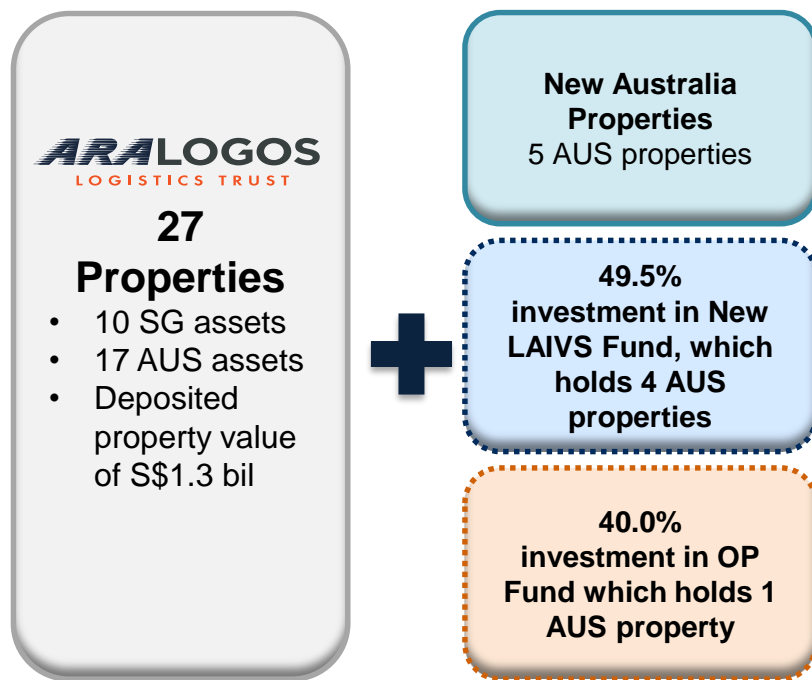 ARALOGOS
LOGISTICS TRUST
27
Properties
• 10 SG assets
• 17 AUS assets
• Deposited
property value
of S$1.3 bil
New Australia
Properties
5 AUS properties
49.5%
investment in New
LAIVS Fund, which
holds 4 AUS
properties
40.0%
investment in OP
Fund which holds 1
AUS property